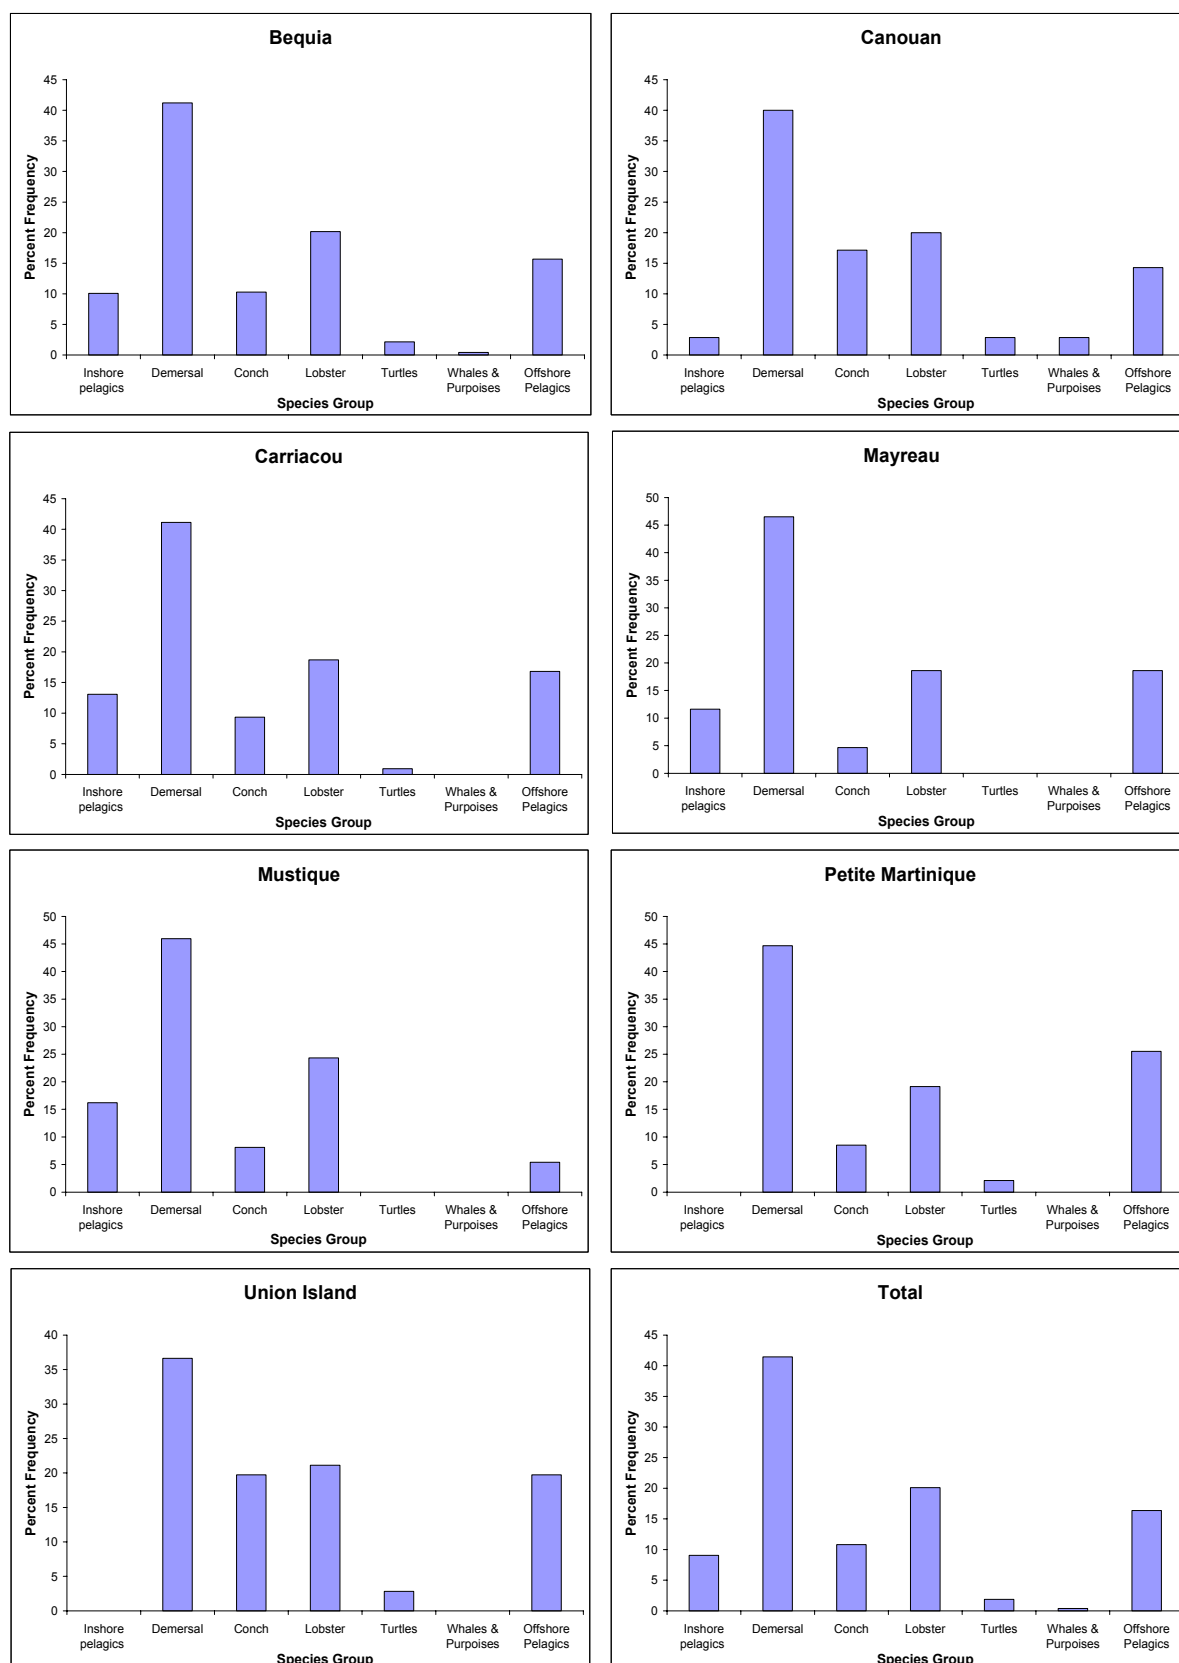 Bequia
45
40
35
30
25
20
15
10
5
0
Percent Frequency
Inshore pelagics
Demersal
Conch
Lobster
Turtles
Whales & Purpoises
Offshore Pelagics
Species Group
Canouan
45
40
35
30
25
20
15
10
5
0
Percent Frequency
Inshore pelagics
Demersal
Conch
Lobster
Turtles
Whales & Purpoises
Offshore Pelagics
Species Group
Carriacou
45
40
35
30
25
20
15
10
5
0
Percent Frequency
Inshore pelagics
Demersal
Conch
Lobster
Turtles
Whales & Purpoises
Offshore Pelagics
Species Group
Mayreau
50
45
40
35
30
25
20
15
10
5
0
Percent Frequency
Inshore pelagics
Demersal
Conch
Lobster
Turtles
Whales & Purpoises
Offshore Pelagics
Species Group
Mustique
50
45
40
35
30
25
20
15
10
5
0
Percent Frequency
Inshore pelagics
Demersal
Conch
Lobster
Turtles
Whales & Purpoises
Offshore Pelagics
Species Group
Petite Martinique
50
45
40
35
30
25
20
15
10
5
0
Percent Frequency
Inshore pelagics
Demersal
Conch
Lobster
Turtles
Whales & Purpoises
Offshore Pelagics
Species Group
Union Island
40
35
30
25
20
15
10
5
0
Percent Frequency
Inshore pelagics
Demersal
Conch
Lobster
Turtles
Whales & Purpoises
Offshore Pelagics
Species Group
Total
45
40
35
30
25
20
15
10
5
0
Percent Frequency
Inshore pelagics
Demersal
Conch
Lobster
Turtles
Whales & Purpoises
Offshore Pelagics
Species Group